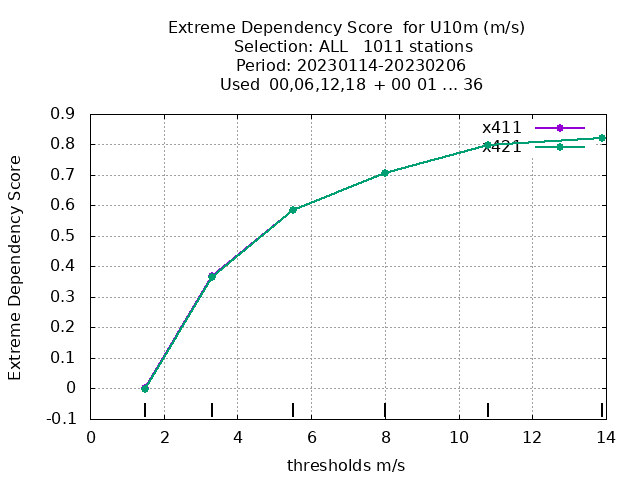 Extreme Dependency Score  for U10m (m/s)
Selection: ALL   1011 stations
Period: 20230114-20230206
Used  00,06,12,18  + 00 01 ... 36
Extreme Dependency Score
0.9
0.8
0.7
0.6
0.5
0.4
0.3
0.2
0.1
0
-0.1
x411
x421
0 2 4 6 8 10 12 14
thresholds m/s